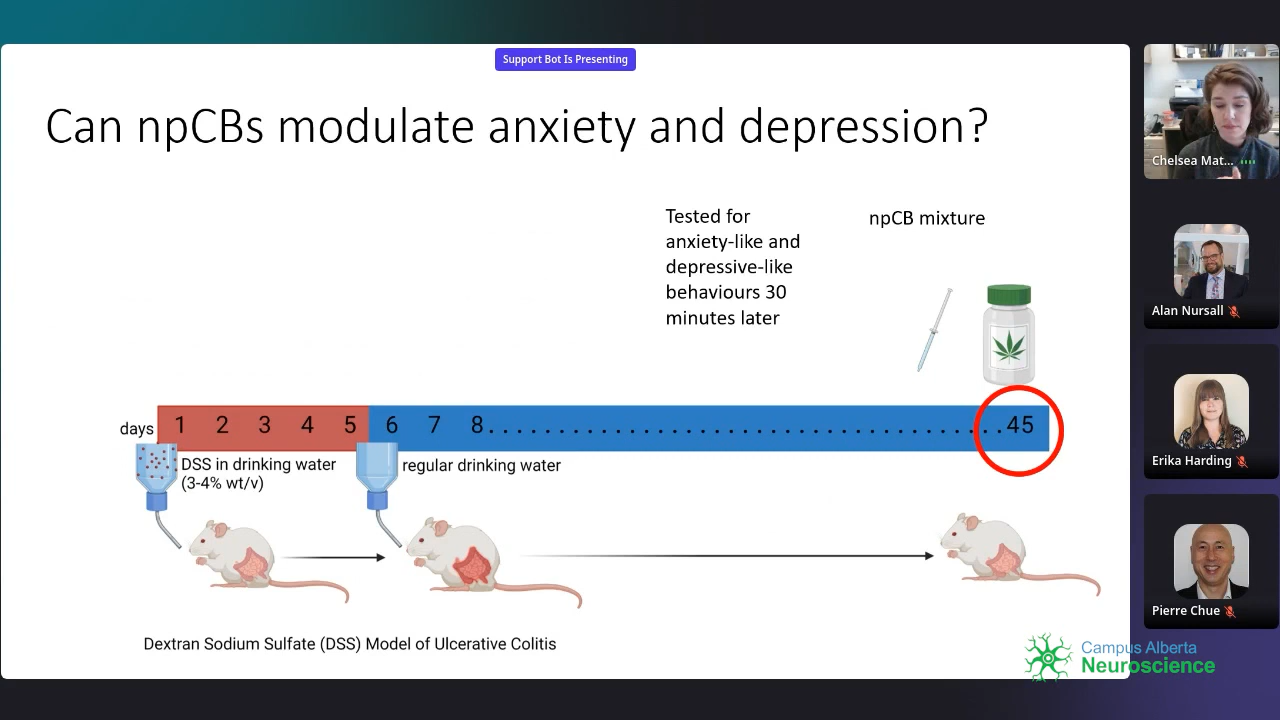 Support Bot Is Presenting
Can npCBs modulate anxiety and depression?
Tested for
anxiety-like and
depressive-like
behaviours 30
minutes later
npCB mixture
days 1 2 3 4 5 6 7 8......................................45
DSS in drinking water
(3-4% wt/v)
regular drinking water
Dextran Sodium Sulfate (DSS) Model of Ulcerative Colitis
Chelsea Mat...
Alan Nursall
Erika Harding
Pierre Chue
Campus Alberta
Neuroscience